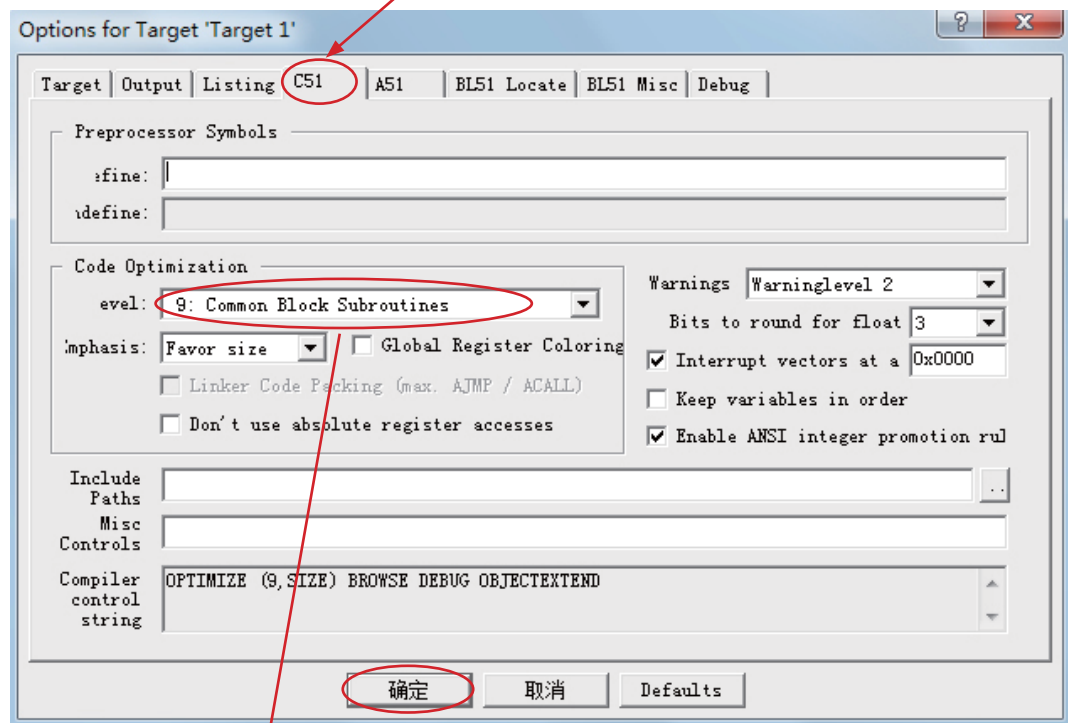 Options for Target 'Target 1'
Target Output Listing C51 A51 BL51 Locate BL51 Misc Debug
Preprocessor Symbols
efine:
define:
Code Optimization
evel: 9: Common Block Subroutines
mphasis: Favor size Global Register Coloring
Linker Code Packing (max. AJMP / ACALL)
Don't use absolute register accesses
Warnings Warninglevel 2
Bits to round for float 3
Interrupt vectors at a 0x0000
Keep variables in order
Enable ANSI integer promotion rul
Include
Paths
..
Misc
Controls
Compiler
control
string
OPTIMIZE (9,SIZE) BROWSE DEBUG OBJECTEXTEND
确定 取消 Defaults